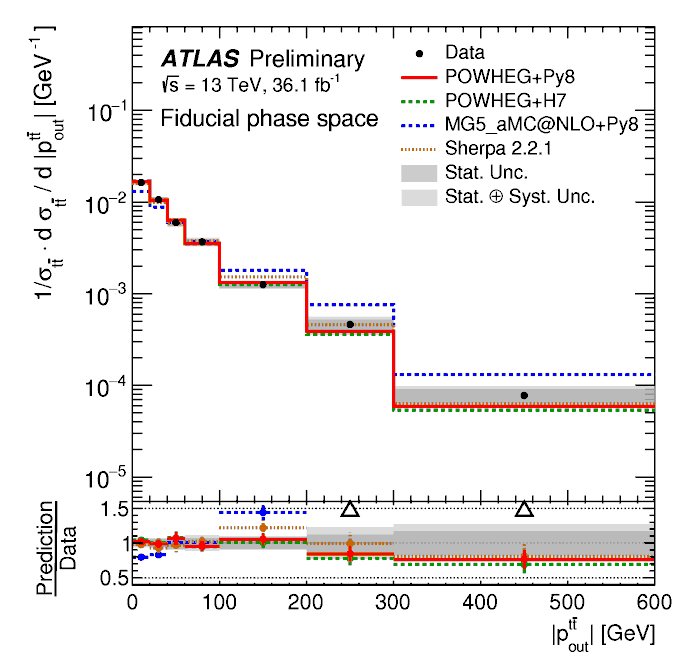 ATLAS Preliminary
√s = 13 TeV, 36.1 fb⁻¹
Fiducial phase space
Data
POWHEG+Py8
POWHEG+H7
MG5_aMC@NLO+Py8
Sherpa 2.2.1
Stat. Unc.
Stat. ⊕ Syst. Unc.
1/σ_tt̄ · d σ_tt̄ / d |p_out^tt̄| [GeV⁻¹]
10⁻¹
10⁻²
10⁻³
10⁻⁴
10⁻⁵
Prediction
Data
1.5
1
0.5
0 100 200 300 400 500 600
|p_out^tt̄| [GeV]